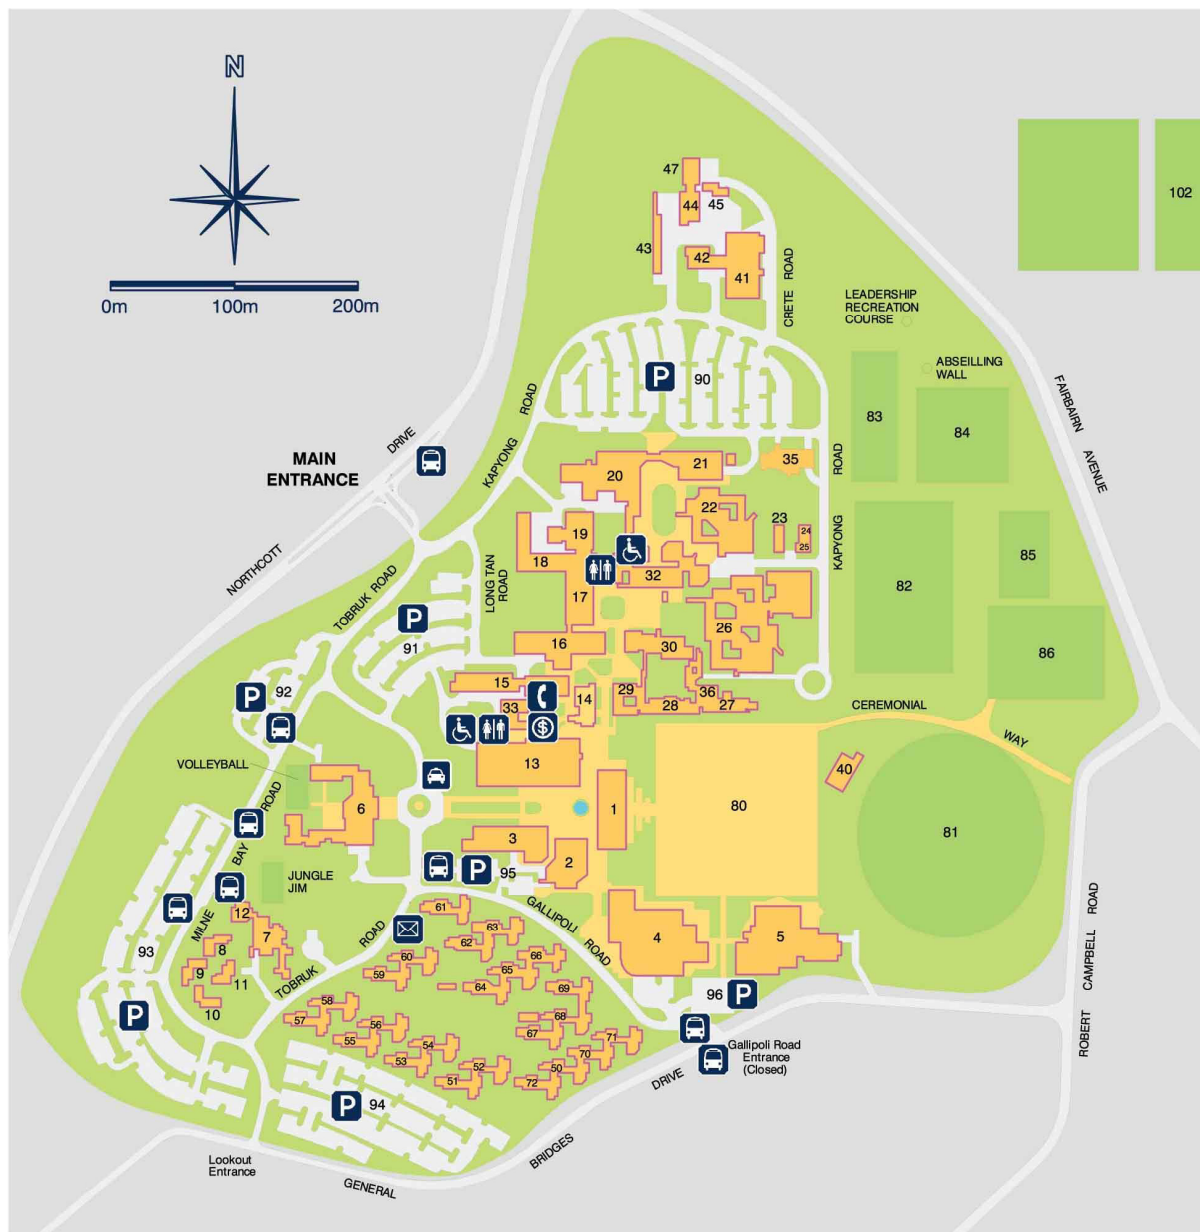 N
0m 100m 200m
102
47
44
45
43
42
41
CRETE ROAD
LEADERSHIP
RECREATION
COURSE
ABSEILLING
WALL
FAIRBAIRN AVENUE
P
90
83
84
KAPYONG ROAD
MAIN
ENTRANCE
NORTHCOTT DRIVE
20
21
35
KAPYONG ROAD
22
23
24
25
19
18
32
17
82
85
LONG TAN
ROAD
TOBRUK ROAD
P
91
16
30
26
86
15
92
P
14
29
28
36
27
33
$
CEREMONIAL WAY
VOLLEYBALL
13
40
6
1
80
81
3
2
BAY ROAD
JUNGLE
JIM
P
95
GALLIPOLI ROAD
MILNE
12
7
8
9
11
10
93
P
TOBRUK ROAD
61
63
62
60
59
66
65
64
69
4
5
96
P
58
57
56
55
54
53
52
51
68
67
71
70
50
72
Gallipoli Road
Entrance
(Closed)
ROBERT CAMPBELL ROAD
P
94
Lookout
Entrance
GENERAL BRIDGES DRIVE